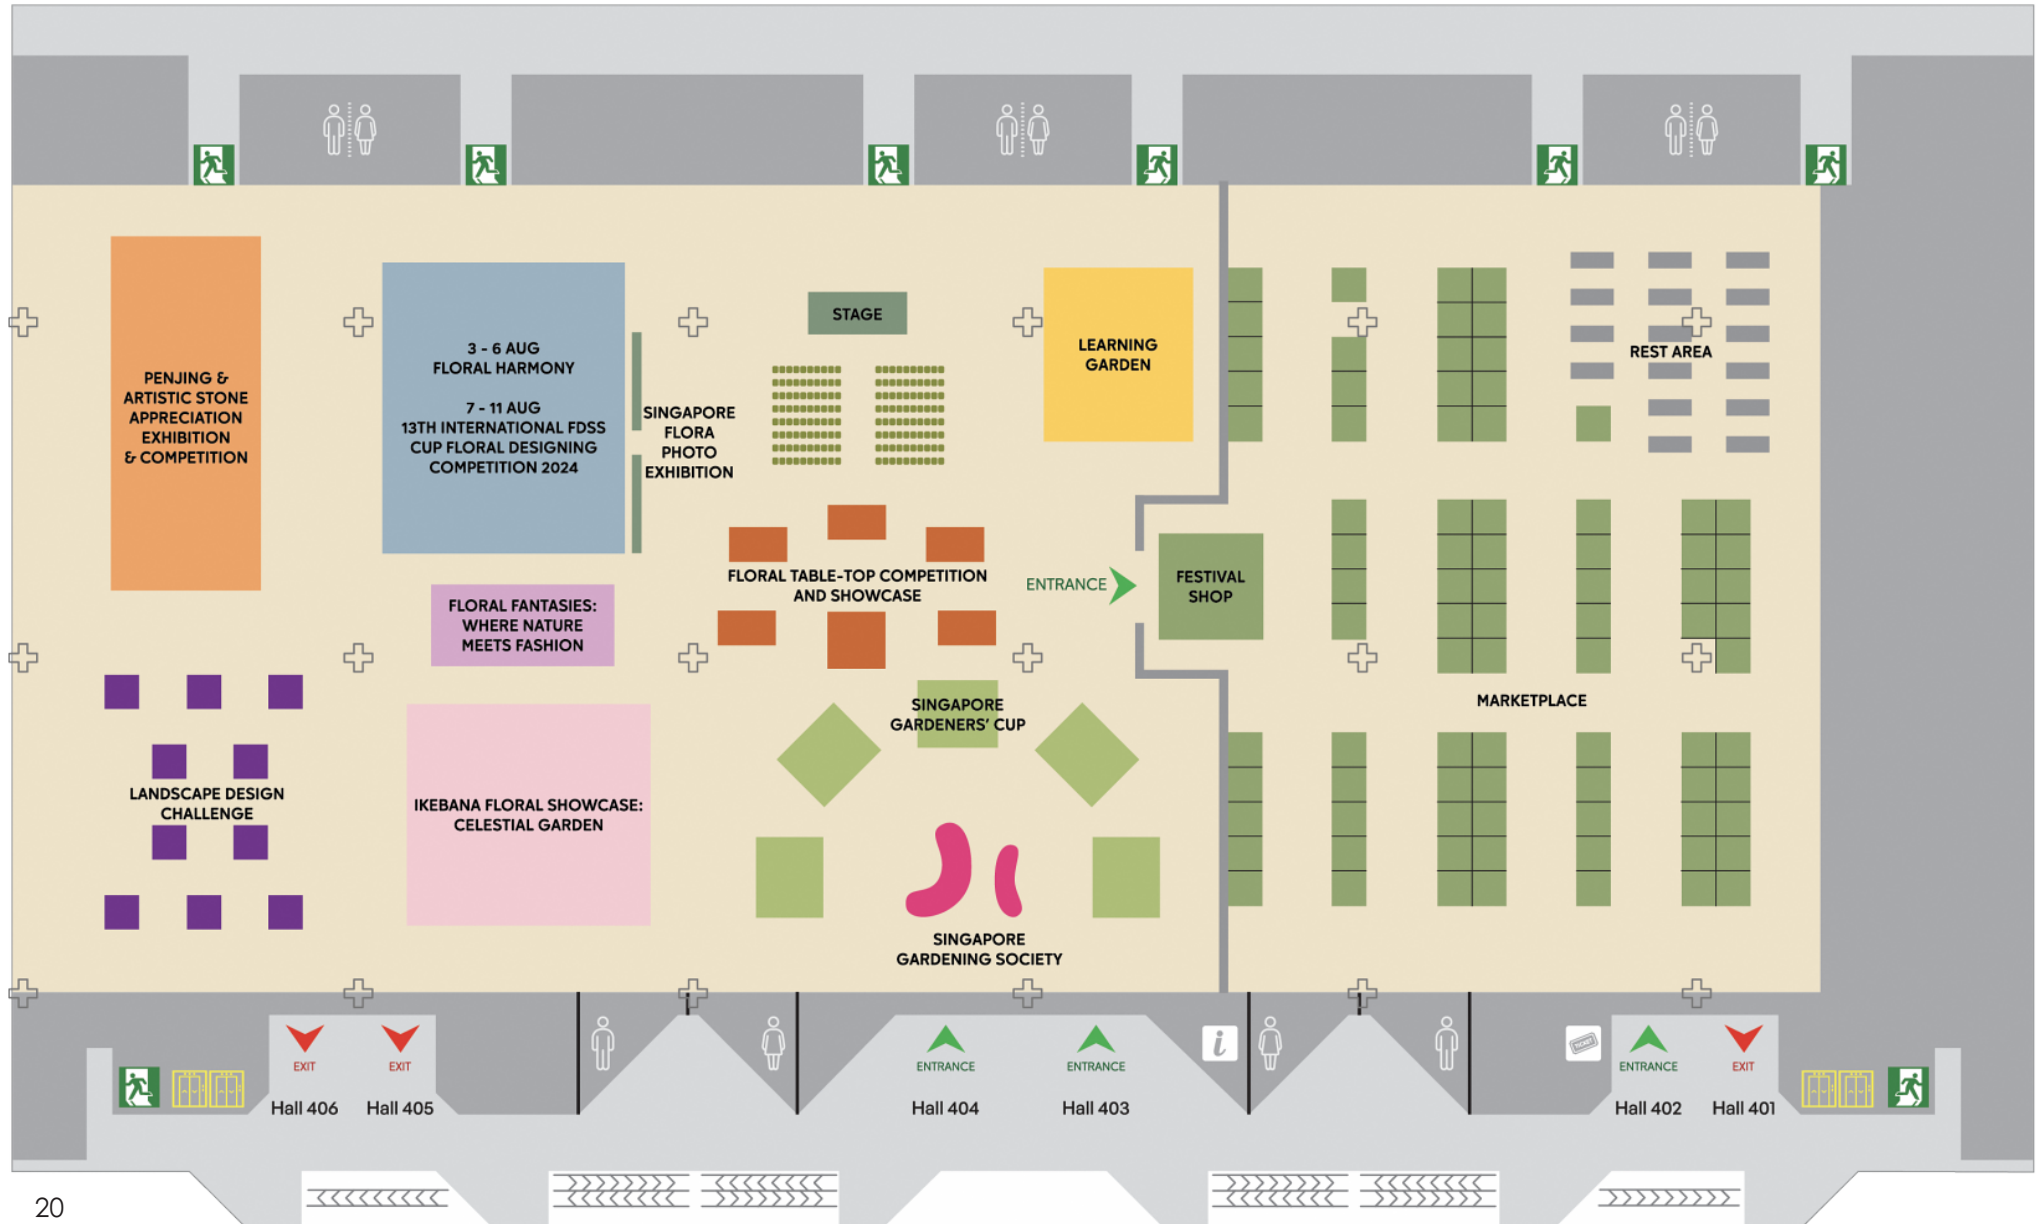 STAGE
LEARNING
GARDEN
3 - 6 AUG
FLORAL HARMONY
7 - 11 AUG
13TH INTERNATIONAL FDSS
CUP FLORAL DESIGNING
COMPETITION 2024
PENJING &
ARTISTIC STONE
APPRECIATION
EXHIBITION
& COMPETITION
SINGAPORE
FLORA
PHOTO
EXHIBITION
REST AREA
FLORAL TABLE-TOP COMPETITION
AND SHOWCASE
ENTRANCE
FESTIVAL
SHOP
FLORAL FANTASIES:
WHERE NATURE
MEETS FASHION
SINGAPORE
GARDENERS' CUP
MARKETPLACE
LANDSCAPE DESIGN
CHALLENGE
IKEBANA FLORAL SHOWCASE:
CELESTIAL GARDEN
SINGAPORE
GARDENING SOCIETY
EXIT
Hall 406
EXIT
Hall 405
ENTRANCE
Hall 404
ENTRANCE
Hall 403
i
TICKET
ENTRANCE
Hall 402
EXIT
Hall 401
20